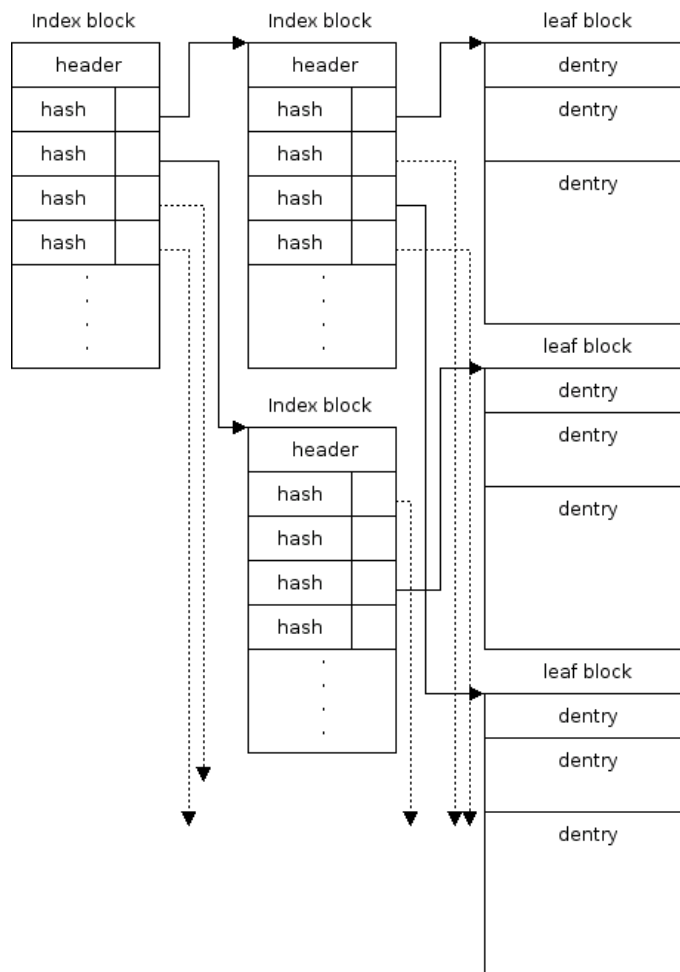 Index block
header
hash
hash
hash
hash
.
.
.
.
Index block
header
hash
hash
hash
hash
.
.
.
.
Index block
header
hash
hash
hash
hash
.
.
.
.
leaf block
dentry
dentry
dentry
leaf block
dentry
dentry
dentry
leaf block
dentry
dentry
dentry